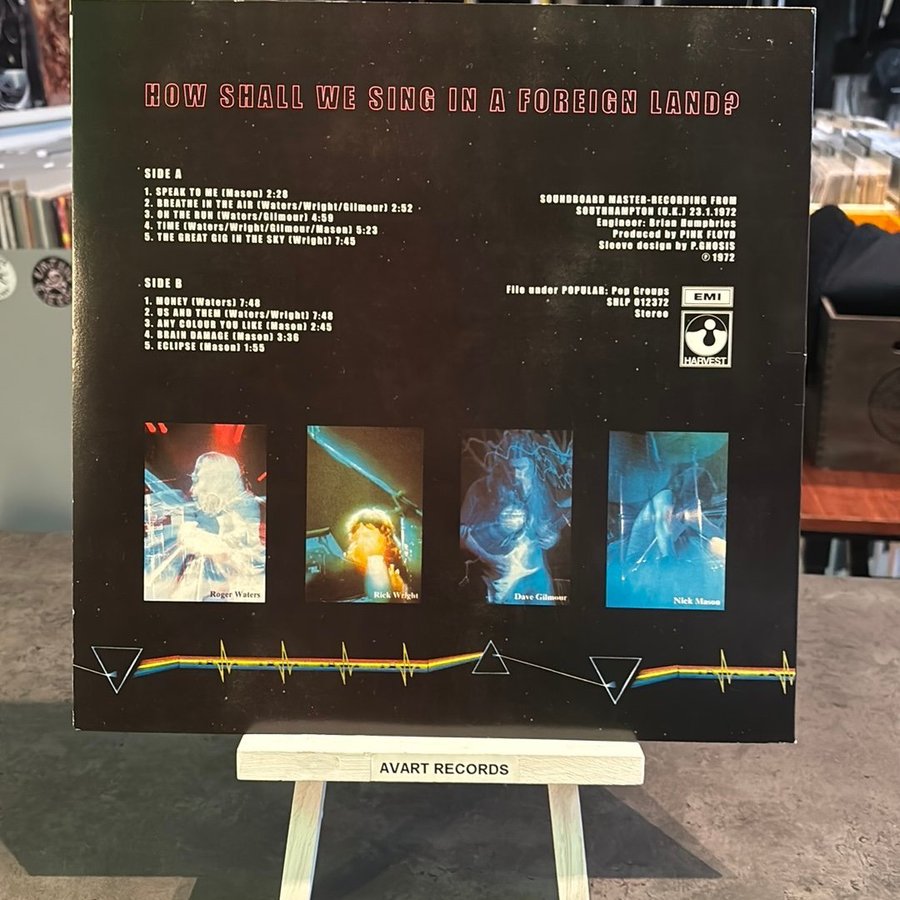 HOW SHALL WE SING IN A FOREIGN LAND?
SIDE A
1. SPEAK TO ME (Mason) 2:28
2. BREATHE IN THE AIR (Waters/Wright/Gilmour) 2:52
3. ON THE RUN (Waters/Gilmour) 4:59
4. TIME (Waters/Wright/Gilmour/Mason) 5:23
5. THE GREAT GIG IN THE SKY (Wright) 7:45
SOUNDBOARD MASTER-RECORDING FROM
SOUTHAMPTON (U.K.) 23.1.1972
Engineer: Brian Humphries
Produced by PINK FLOYD
Sleeve design by P.GNOSIS
℗ 1972
SIDE B
1. MONEY (Waters) 7:48
2. US AND THEM (Waters/Wright) 7:48
3. ANY COLOUR YOU LIKE (Mason) 2:45
4. BRAIN DAMAGE (Mason) 3:36
5. ECLIPSE (Mason) 1:55
File under POPULAR: Pop Groups
SHLP 012372
Stereo
EMI
HARVEST
Roger Waters
Rick Wright
Dave Gilmour
Nick Mason
AVART RECORDS